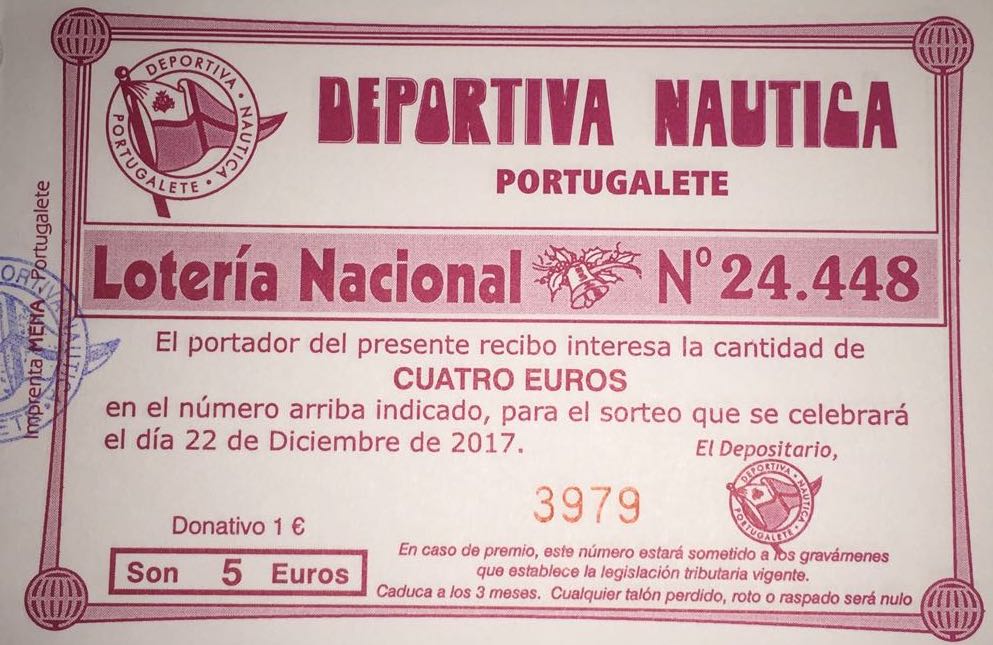 DEPORTIVA · NAUTICA · PORTUGALETE ·
DEPORTIVA NAUTICA
PORTUGALETE
Imprenta MENA Portugalete
Lotería Nacional Nº 24.448
El portador del presente recibo interesa la cantidad de
CUATRO EUROS
en el número arriba indicado, para el sorteo que se celebrará
el día 22 de Diciembre de 2017.
El Depositario,
DEPORTIVA · NAUTICA · PORTUGALETE ·
3979
Donativo 1 €
Son 5 Euros
En caso de premio, este número estará sometido a los gravámenes
que establece la legislación tributaria vigente.
Caduca a los 3 meses. Cualquier talón perdido, roto o raspado será nulo